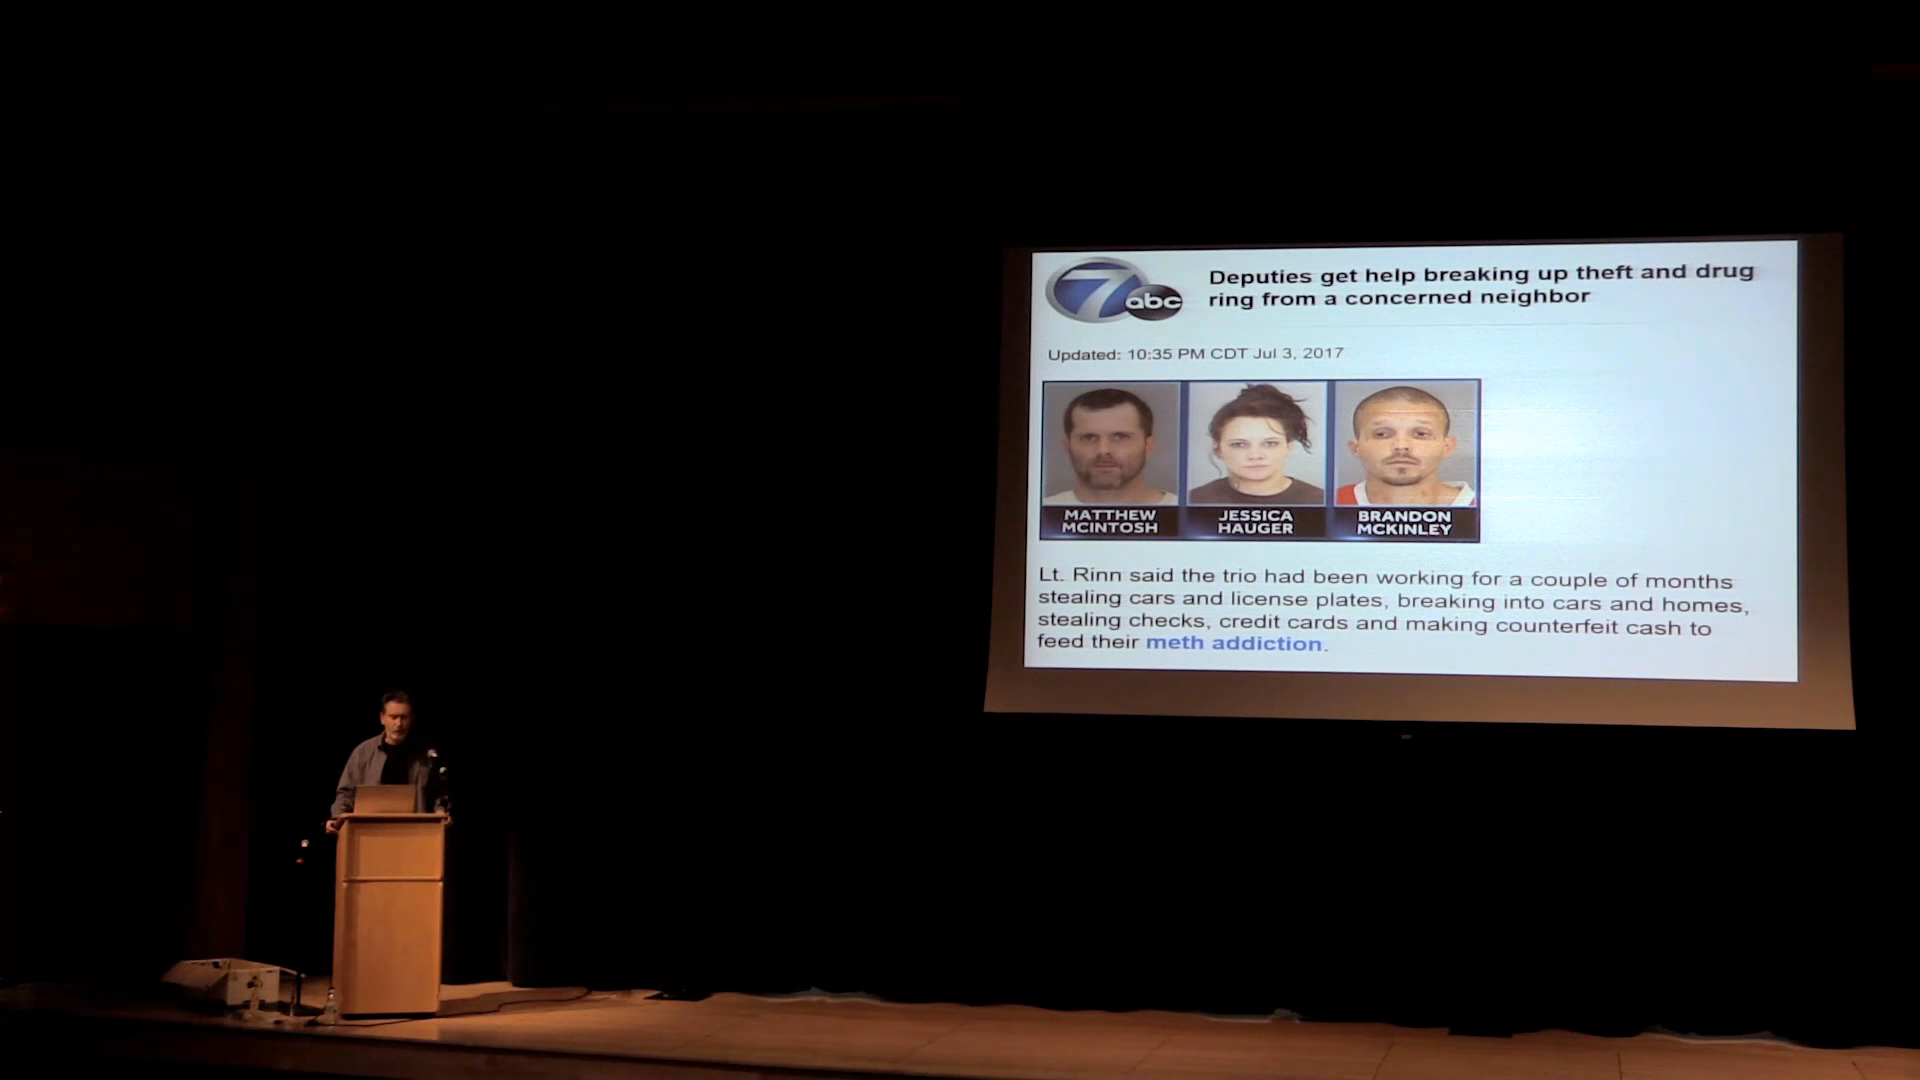 7 abc
Deputies get help breaking up theft and drug
ring from a concerned neighbor
Updated: 10:35 PM CDT Jul 3, 2017
MATTHEW
MCINTOSH
JESSICA
HAUGER
BRANDON
MCKINLEY
Lt. Rinn said the trio had been working for a couple of months
stealing cars and license plates, breaking into cars and homes,
stealing checks, credit cards and making counterfeit cash to
feed their meth addiction.